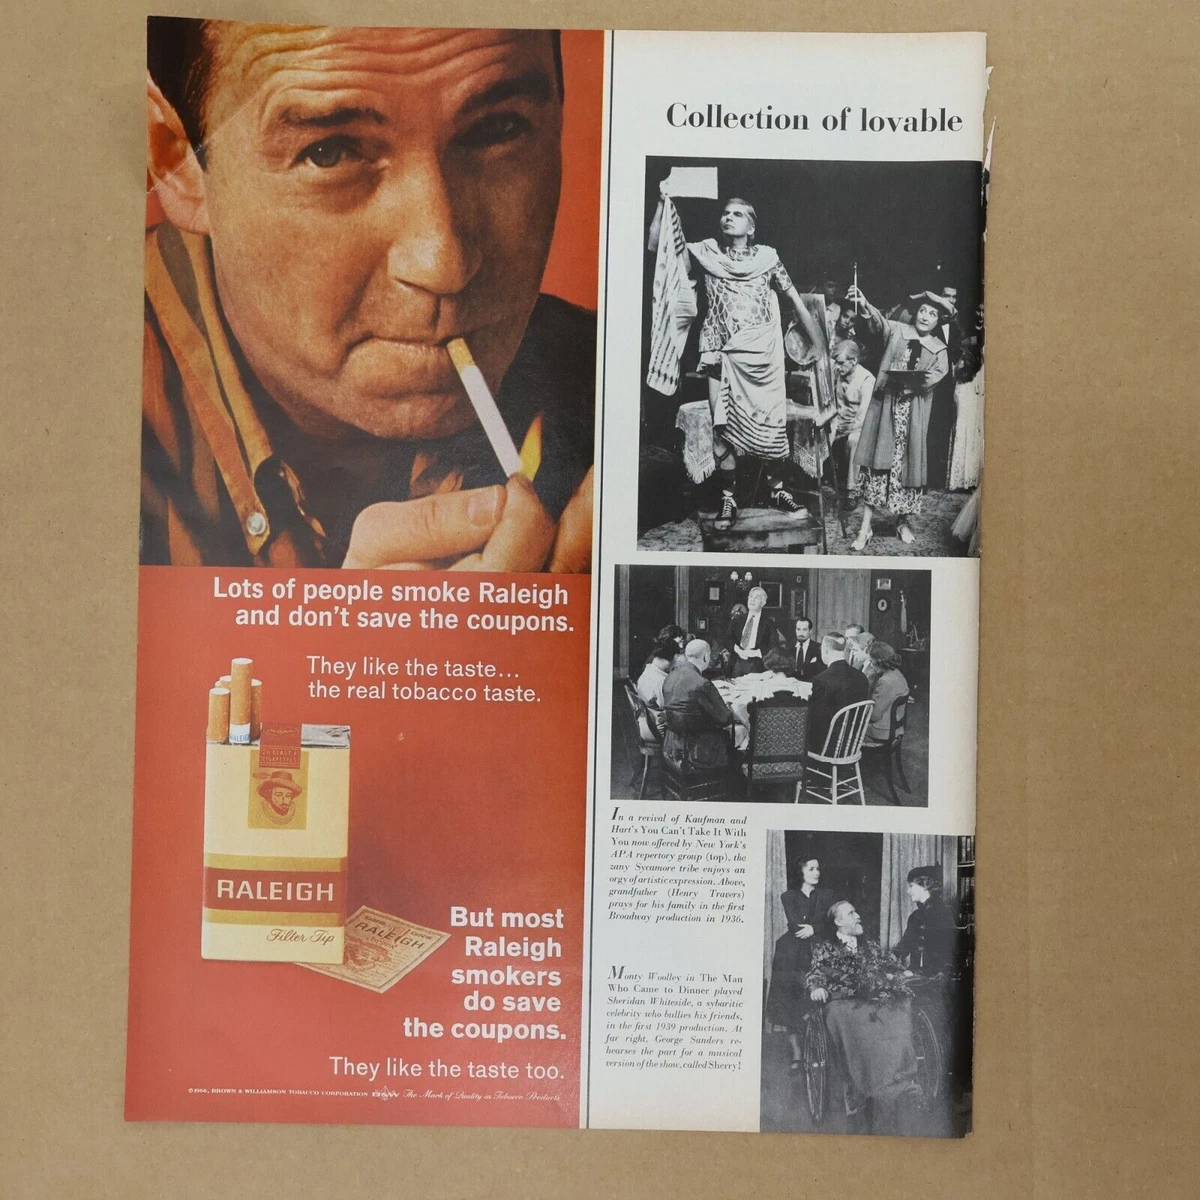 Lots of people smoke Raleigh
and don't save the coupons.
They like the taste...
the real tobacco taste.
RALEIGH
20 CLASS A
CIGARETTES
RALEIGH
Filter Tip
RALEIGH
But most
Raleigh
smokers
do save
the coupons.
They like the taste too.
©1966, BROWN & WILLIAMSON TOBACCO CORPORATION B&W The Mark of Quality in Tobacco Products
Collection of lovable
In a revival of Kaufman and
Hart's You Can't Take It With
You now offered by New York's
APA repertory group (top), the
zany Sycamore tribe enjoys an
orgy of artistic expression. Above,
grandfather (Henry Travers)
prays for his family in the first
Broadway production in 1936.
Monty Woolley in The Man
Who Came to Dinner played
Sheridan Whiteside, a sybaritic
celebrity who bullies his friends,
in the first 1939 production. At
far right, George Sanders re-
hearses the part for a musical
version of the show, called Sherry!